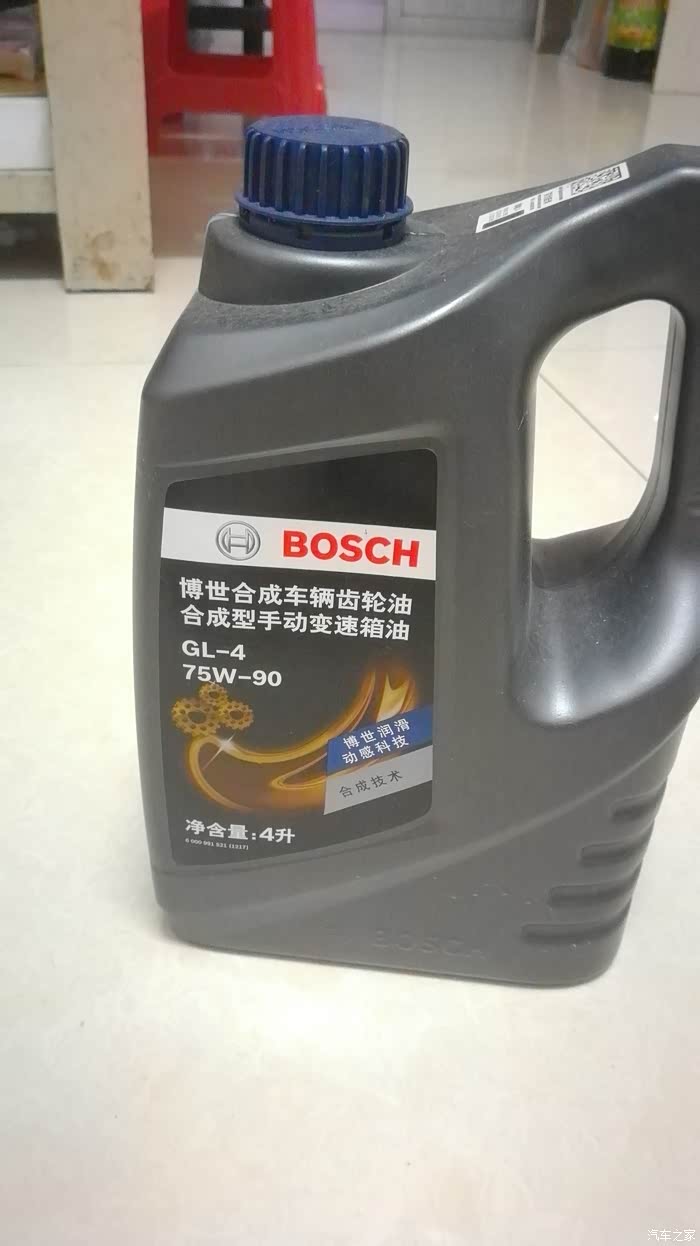 BOSCH
博世合成车辆齿轮油
合成型手动变速箱油
GL-4
75W-90
博世润滑
动感科技
合成技术
净含量:4升
BOSCH
汽车之家